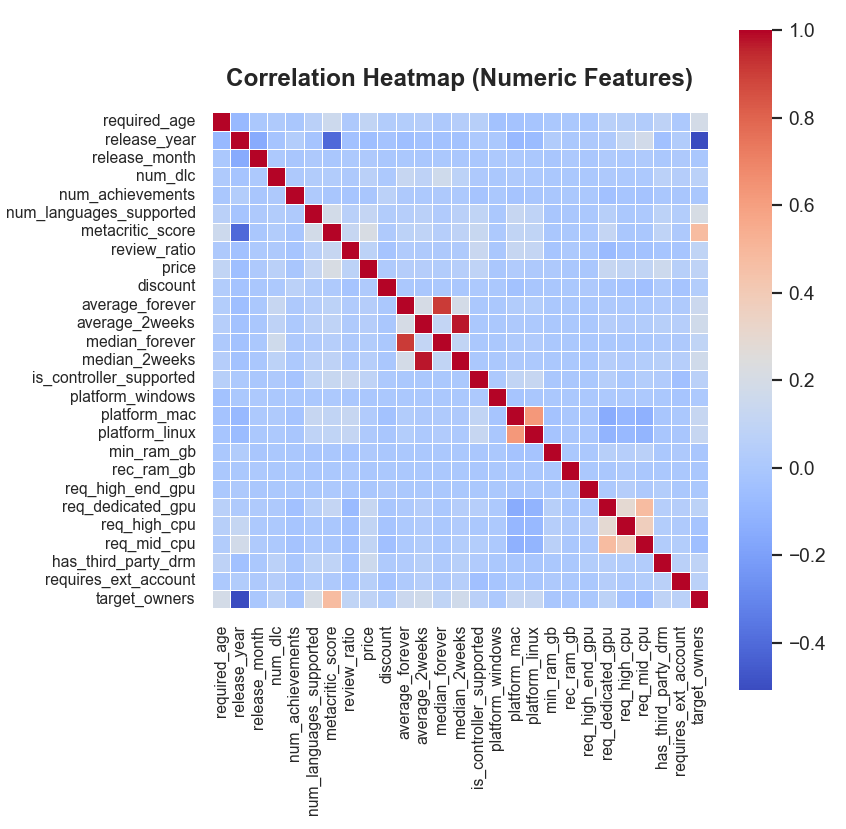 Correlation Heatmap (Numeric Features)
required_age
release_year
release_month
num_dlc
num_achievements
num_languages_supported
metacritic_score
review_ratio
price
discount
average_forever
average_2weeks
median_forever
median_2weeks
is_controller_supported
platform_windows
platform_mac
platform_linux
min_ram_gb
rec_ram_gb
req_high_end_gpu
req_dedicated_gpu
req_high_cpu
req_mid_cpu
has_third_party_drm
requires_ext_account
target_owners
required_age
release_year
release_month
num_dlc
num_achievements
num_languages_supported
metacritic_score
review_ratio
price
discount
average_forever
average_2weeks
median_forever
median_2weeks
is_controller_supported
platform_windows
platform_mac
platform_linux
min_ram_gb
rec_ram_gb
req_high_end_gpu
req_dedicated_gpu
req_high_cpu
req_mid_cpu
has_third_party_drm
requires_ext_account
target_owners
1.0
0.8
0.6
0.4
0.2
0.0
−0.2
−0.4